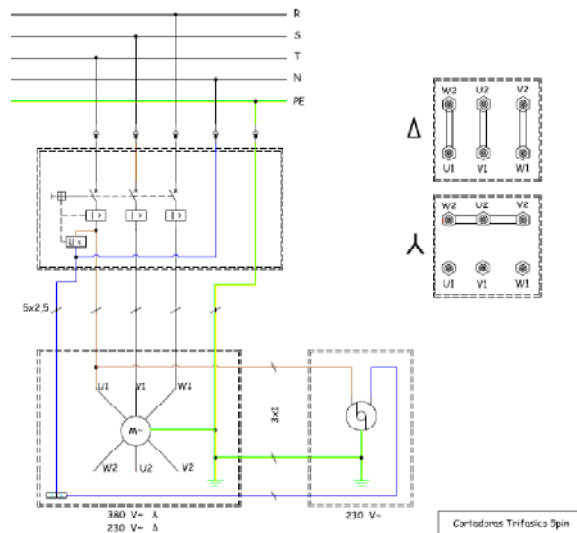 R
S
T
N
PE
W2 U2 V2
Δ
U1 V1 W1
W2 U2 V2
U1 V1 W1
I>
I>
I>
U<
5x2,5
U1 V1 W1
M~
W2 U2 V2
3x1
380 V~ ⅄
230 V~ Δ
230 V~
Cortadoras Trifasico 5pin